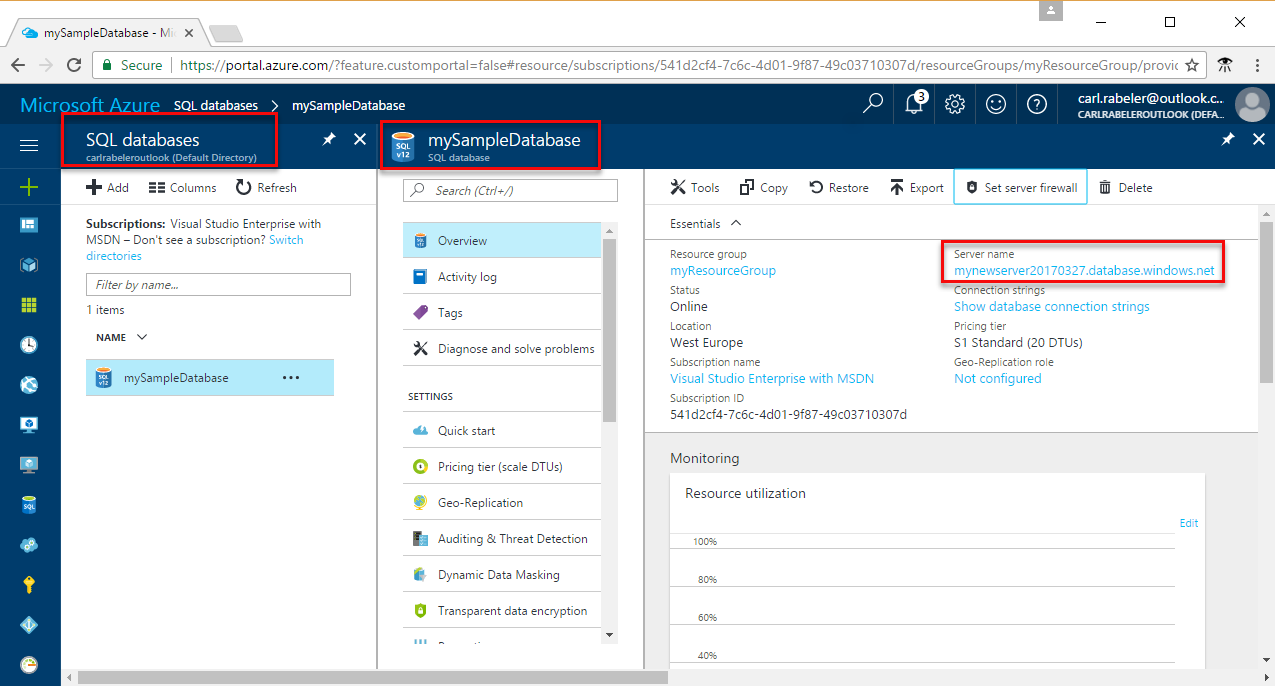 mySampleDatabase - Mi
Secure
https://portal.azure.com/?feature.customportal=false#resource/subscriptions/541d2cf4-7c6c-4d01-9f87-49c03710307d/resourceGroups/myResourceGroup/provid
Microsoft Azure SQL databases > mySampleDatabase
3
carl.rabeler@outlook.c...
CARLRABELEROUTLOOK (DEFA...
SQL databases
carlrabeleroutlook (Default Directory)
Add Columns Refresh
Subscriptions: Visual Studio Enterprise with
MSDN – Don't see a subscription? Switch
directories
Filter by name...
1 items
NAME
SQL v12 mySampleDatabase ...
SQL
SQL
v12
mySampleDatabase
SQL database
Search (Ctrl+/)
Overview
Activity log
Tags
Diagnose and solve problems
SETTINGS
Quick start
Pricing tier (scale DTUs)
Geo-Replication
Auditing & Threat Detection
Dynamic Data Masking
Transparent data encryption
Tools Copy Restore Export Set server firewall Delete
Essentials
Resource group
myResourceGroup
Status
Online
Location
West Europe
Subscription name
Visual Studio Enterprise with MSDN
Subscription ID
541d2cf4-7c6c-4d01-9f87-49c03710307d
Server name
mynewserver20170327.database.windows.net
Connection strings
Show database connection strings
Pricing tier
S1 Standard (20 DTUs)
Geo-Replication role
Not configured
Monitoring
Resource utilization
Edit
100%
80%
60%
40%